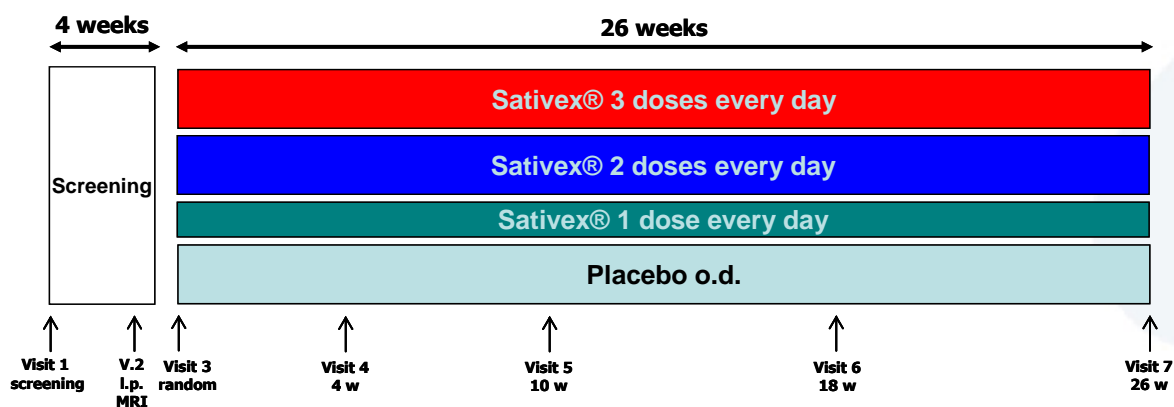 4 weeks
26 weeks
Screening
Sativex® 3 doses every day
Sativex® 2 doses every day
Sativex® 1 dose every day
Placebo o.d.
Visit 1
screening
V.2
l.p.
MRI
Visit 3
random
Visit 4
4 w
Visit 5
10 w
Visit 6
18 w
Visit 7
26 w